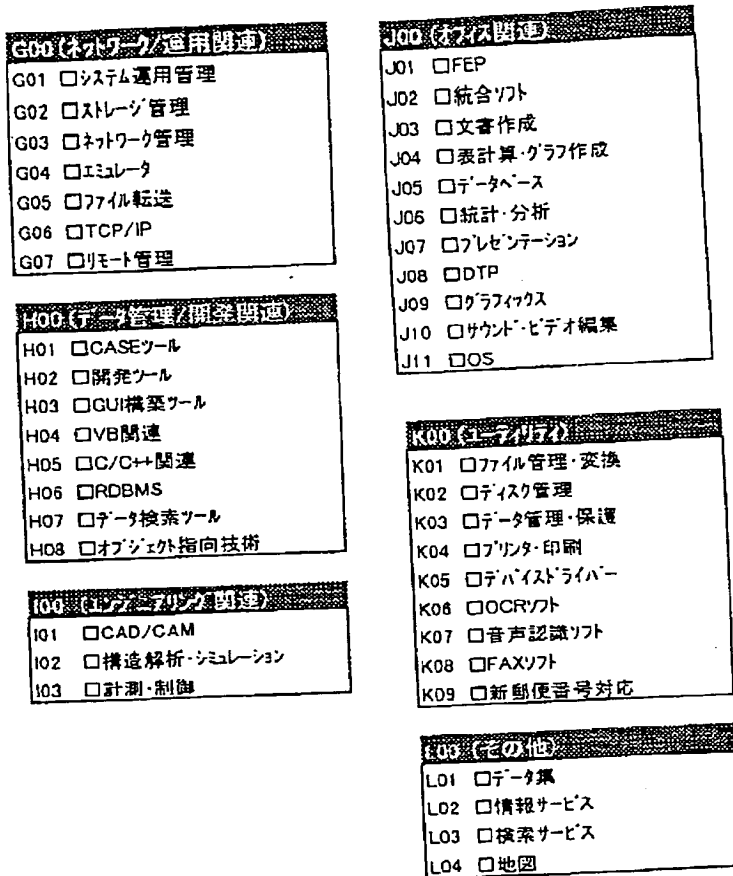 G00 (ネットワーク/運用関連)
G01 □システム運用管理
G02 □ストレージ管理
G03 □ネットワーク管理
G04 □エミュレータ
G05 □ファイル転送
G06 □TCP/IP
G07 □リモート管理
H00 (データ管理/開発関連)
H01 □CASEツール
H02 □開発ツール
H03 □GUI構築ツール
H04 □VB関連
H05 □C/C++関連
H06 □RDBMS
H07 □データ検索ツール
H08 □オブジェクト指向技術
I00 (エンジニアリング関連)
I01 □CAD/CAM
I02 □構造解析・シミュレーション
I03 □計測・制御
J00 (オフィス関連)
J01 □FEP
J02 □統合ソフト
J03 □文書作成
J04 □表計算・グラフ作成
J05 □データベース
J06 □統計・分析
J07 □プレゼンテーション
J08 □DTP
J09 □グラフィックス
J10 □サウンド・ビデオ編集
J11 □OS
K00 (ユーティリティ)
K01 □ファイル管理・変換
K02 □ディスク管理
K03 □データ管理・保護
K04 □プリンタ・印刷
K05 □デバイスドライバー
K06 □OCRソフト
K07 □音声認識ソフト
K08 □FAXソフト
K09 □新郵便番号対応
L00 (その他)
L01 □データ集
L02 □情報サービス
L03 □検索サービス
L04 □地図